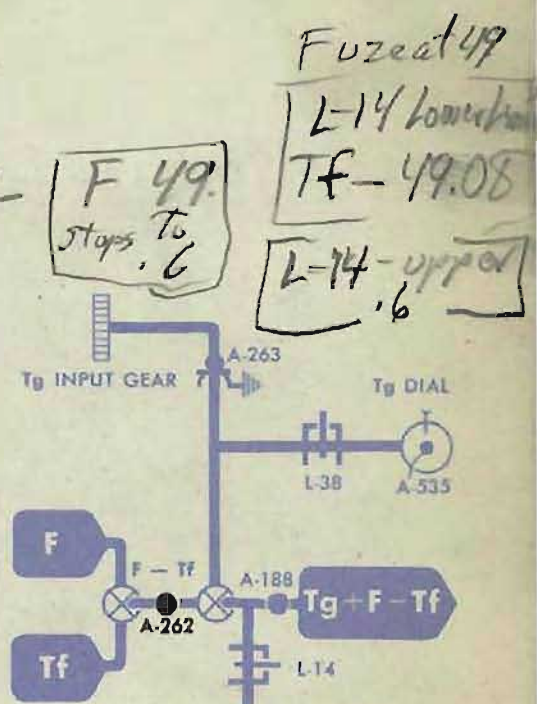 Fuze at 49
L-14 Lower
Tf - 49.08
F 49.
Stops To
.6
L-14 - upper
.6
A-263
Tg INPUT GEAR
Tg DIAL
L-38
A-535
F
F - Tf
A-188
Tg + F - Tf
A-262
Tf
L-14